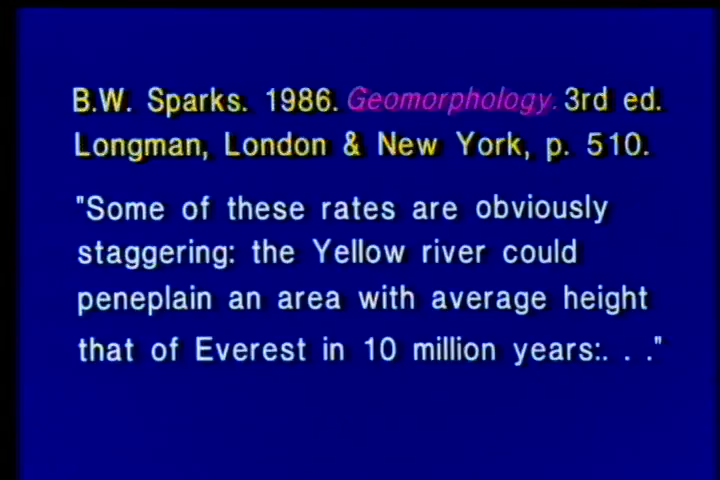 B.W. Sparks. 1986. Geomorphology. 3rd ed.
Longman, London & New York, p. 510.
"Some of these rates are obviously
staggering: the Yellow river could
peneplain an area with average height
that of Everest in 10 million years:. . ."